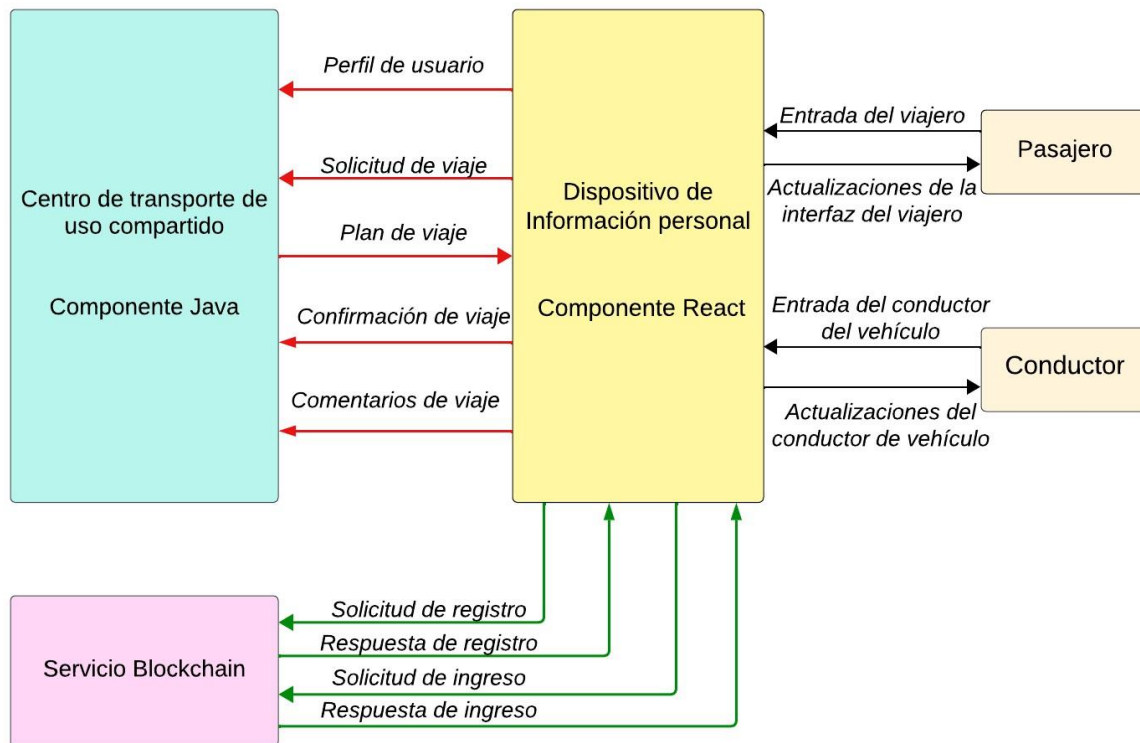 Perfil de usuario
Solicitud de viaje
Centro de transporte de
uso compartido
Plan de viaje
Componente Java
Confirmación de viaje
Comentarios de viaje
Dispositivo de
Información personal
Componente React
Entrada del viajero
Pasajero
Actualizaciones de la
interfaz del viajero
Entrada del conductor
del vehículo
Conductor
Actualizaciones del
conductor de vehículo
Servicio Blockchain
Solicitud de registro
Respuesta de registro
Solicitud de ingreso
Respuesta de ingreso